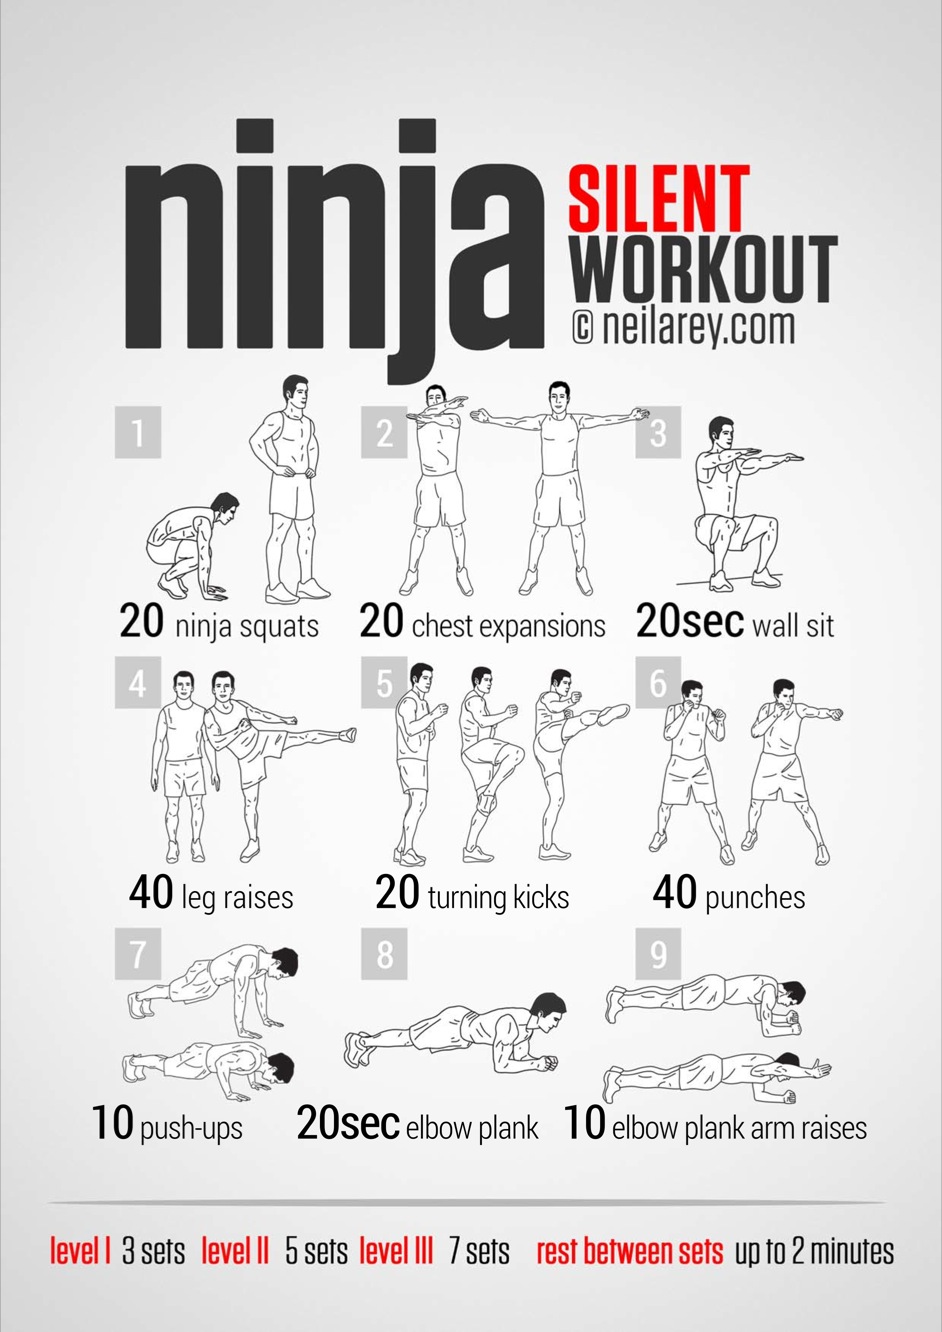 ninja
SILENT
WORKOUT
© neilarey.com
1
2
3
20 ninja squats
20 chest expansions
20sec wall sit
4
5
6
40 leg raises
20 turning kicks
40 punches
7
8
9
10 push-ups
20sec elbow plank
10 elbow plank arm raises
level I 3 sets level II 5 sets level III 7 sets rest between sets up to 2 minutes